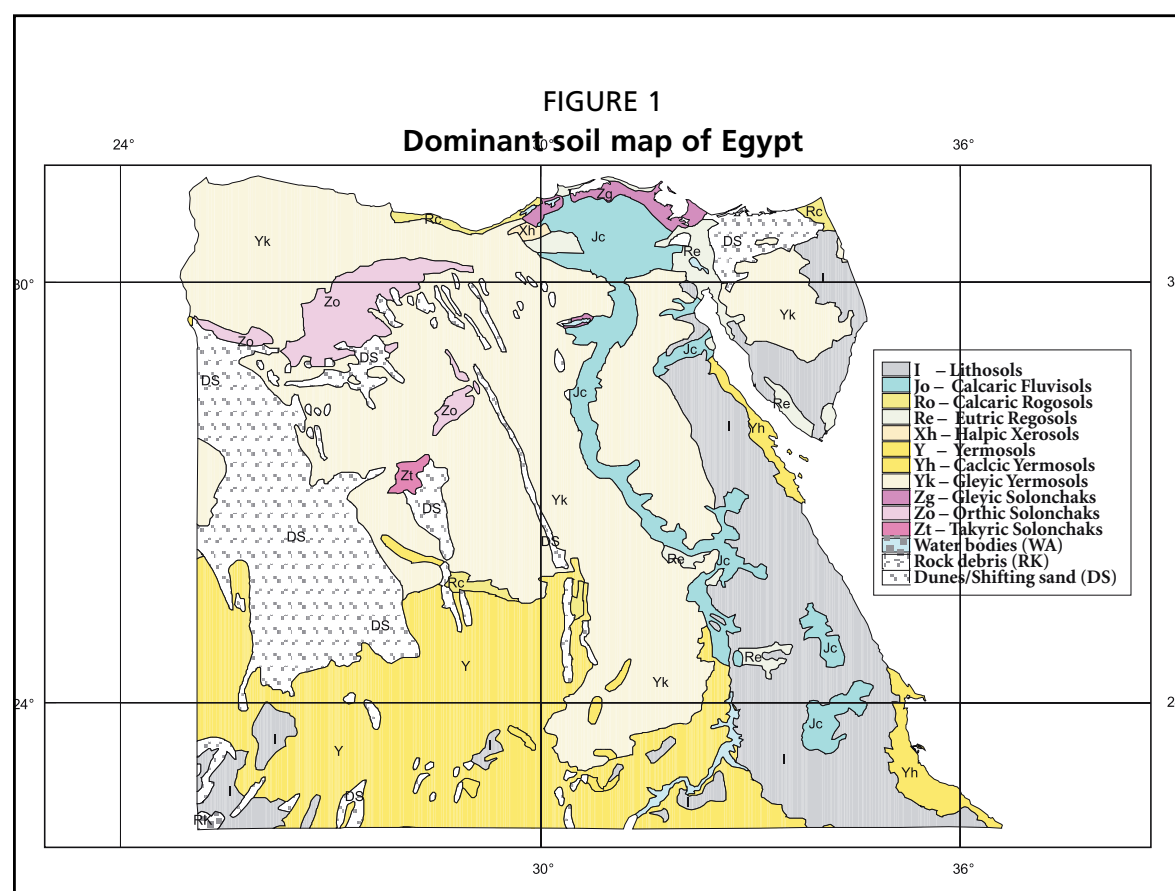 FIGURE 1
Dominant soil map of Egypt
24°
30°
36°
Zg
Rc
Rc
Xh
Jc
Yk
DS
Re
30°
3
I
Zo
Yk
Zo
Jc
DS
DS
Jc
Re
Zo
I
Yh
Zt
Yk
DS
DS
DS
Re
Jc
Rc
DS
Jc
Re
Y
Yk
24°
2
Jc
I
I
Y
I
Yh
I
DS
I
RK
30°
36°
I – Lithosols
Jo – Calcaric Fluvisols
Ro – Calcaric Rogosols
Re – Eutric Regosols
Xh – Halpic Xerosols
Y – Yermosols
Yh – Caclcic Yermosols
Yk – Gleyic Yermosols
Zg – Gleyic Solonchaks
Zo – Orthic Solonchaks
Zt – Takyric Solonchaks
Water bodies (WA)
Rock debris (RK)
Dunes/Shifting sand (DS)